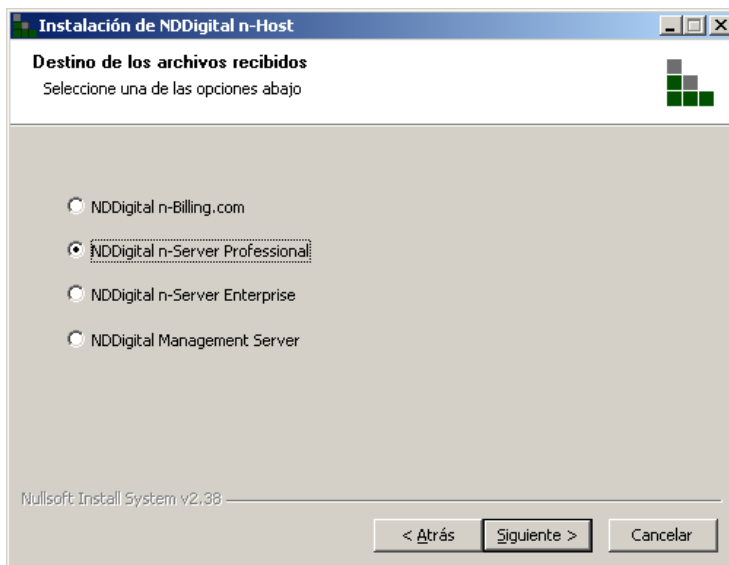 Instalación de NDDigital n-Host
Destino de los archivos recibidos
Seleccione una de las opciones abajo
NDDigital n-Billing.com
NDDigital n-Server Professional
NDDigital n-Server Enterprise
NDDigital Management Server
Nullsoft Install System v2.38
< Atrás
Siguiente >
Cancelar